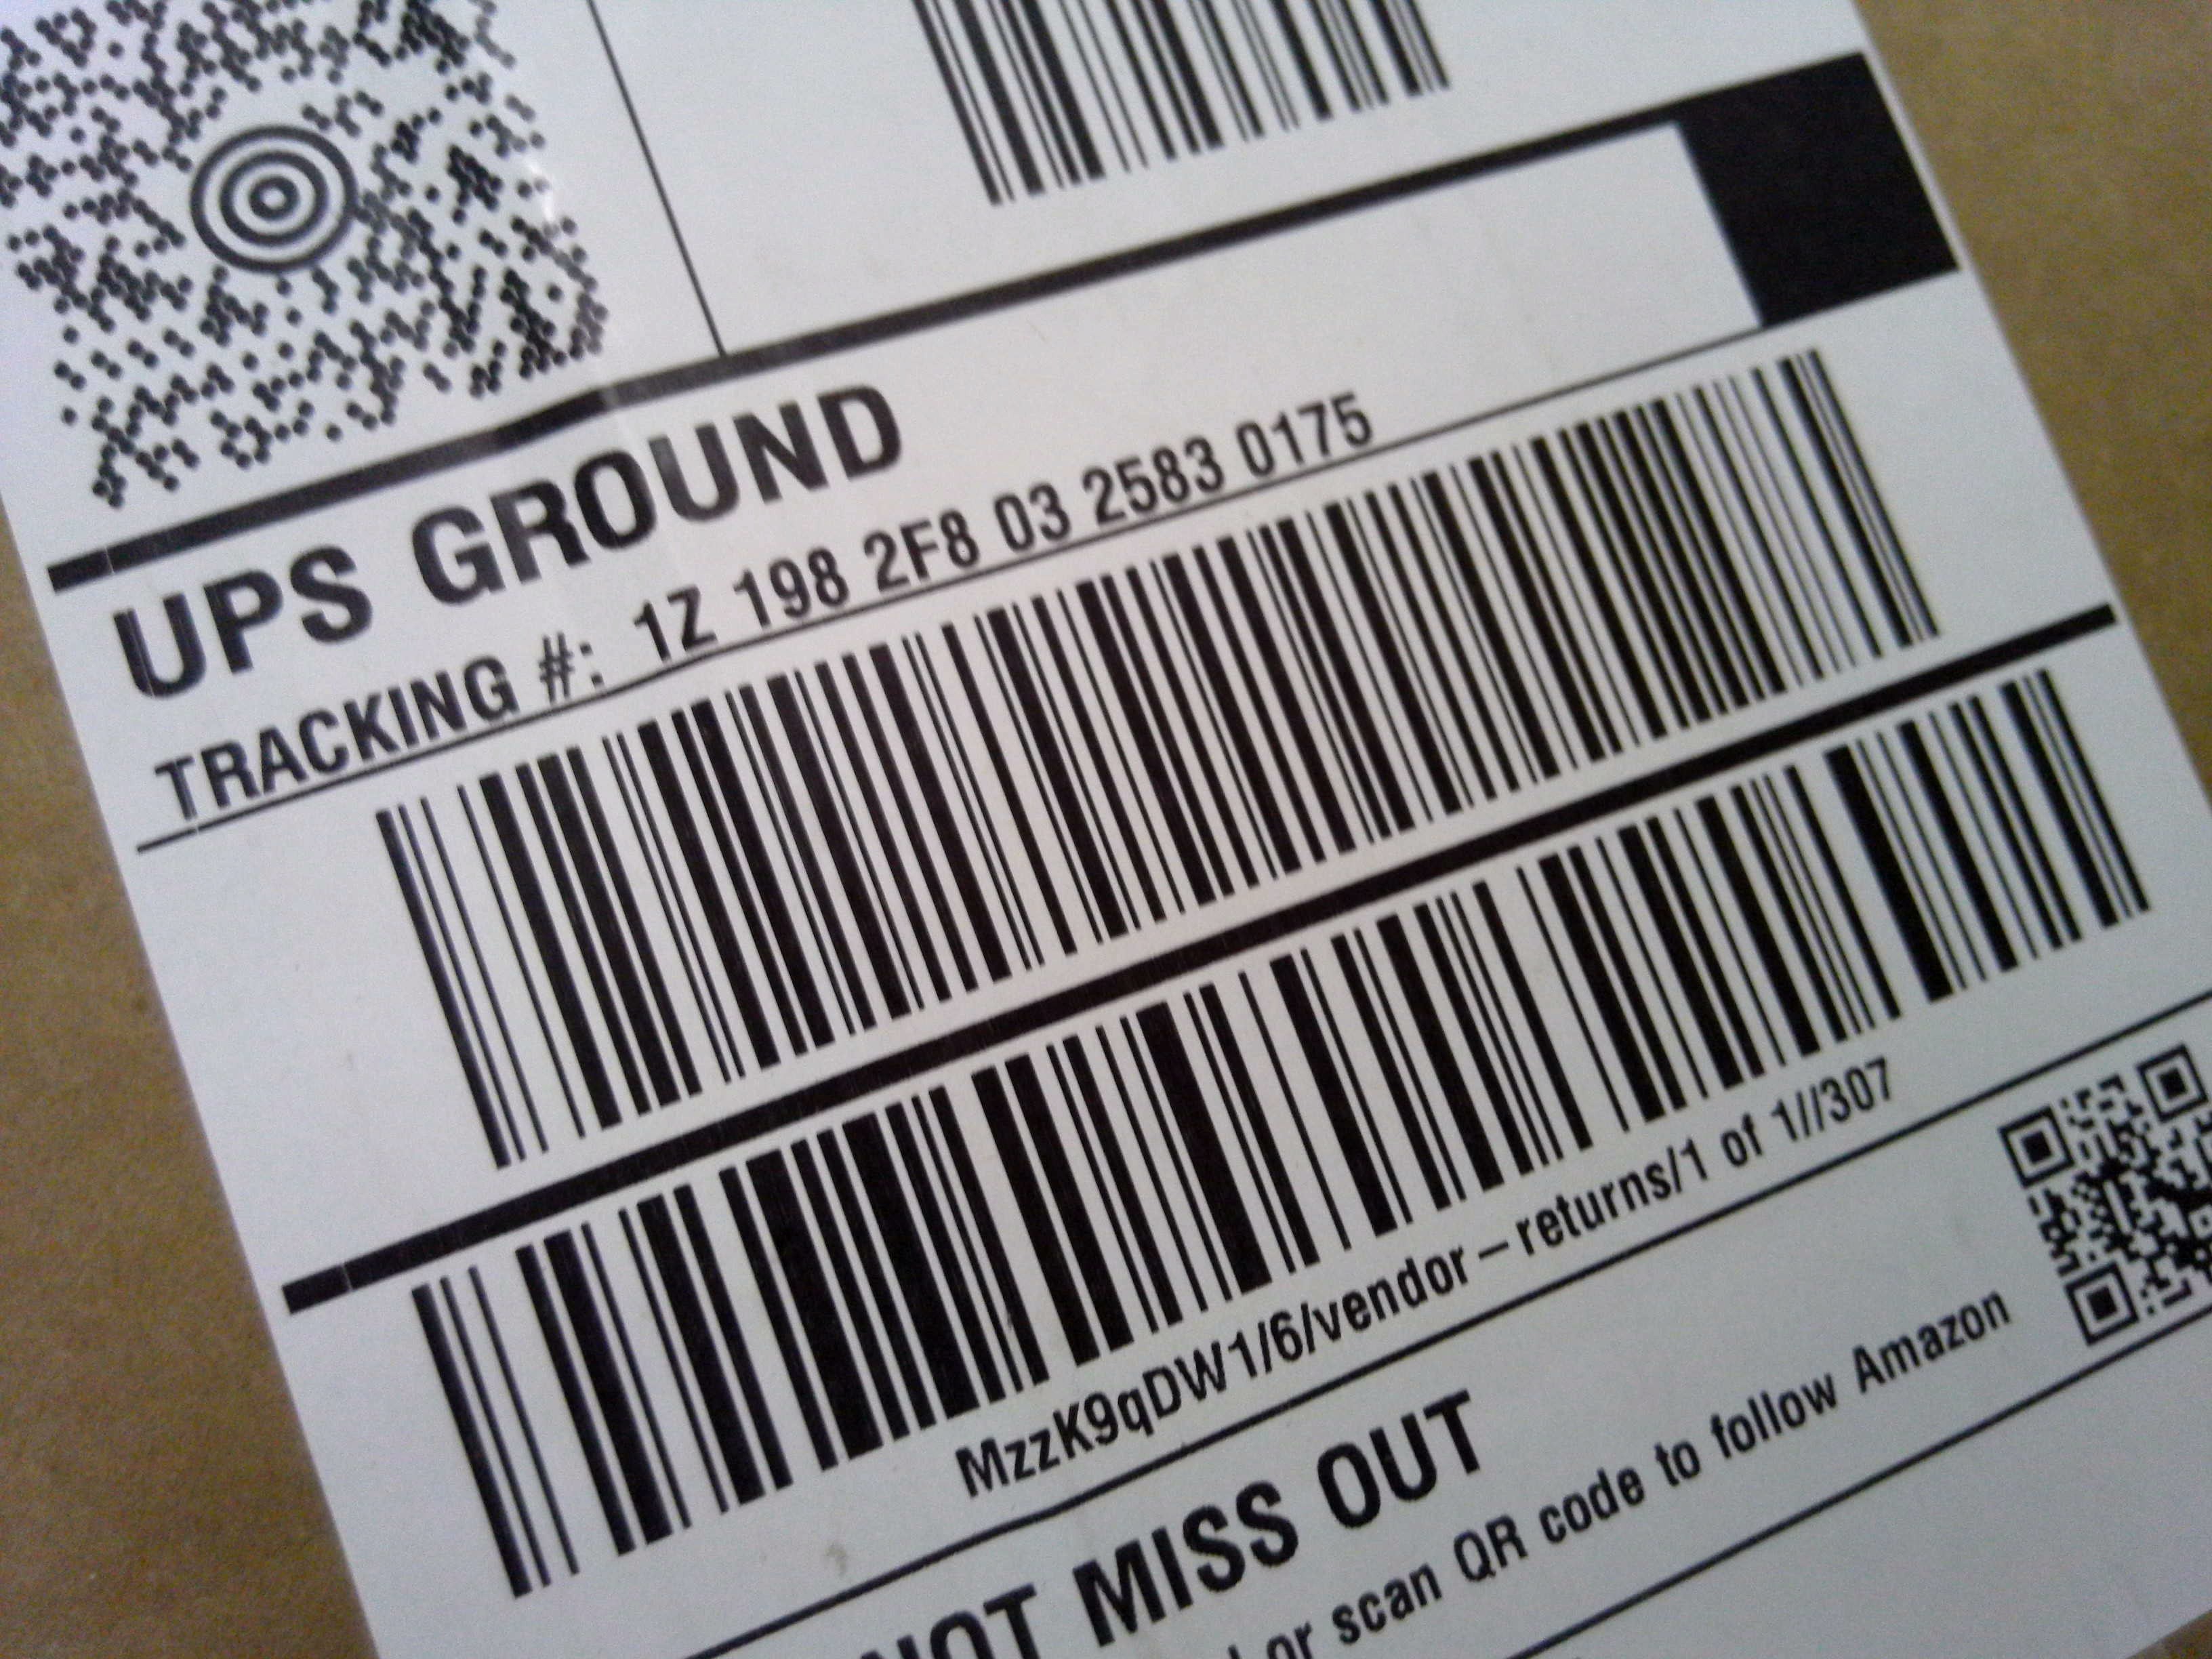 UPS GROUND
TRACKING #: 1Z 198 2F8 03 2583 0175
MzzK9qDW1/6/vendor-returns/1 of 1//307
NOT MISS OUT
or scan QR code to follow Amazon